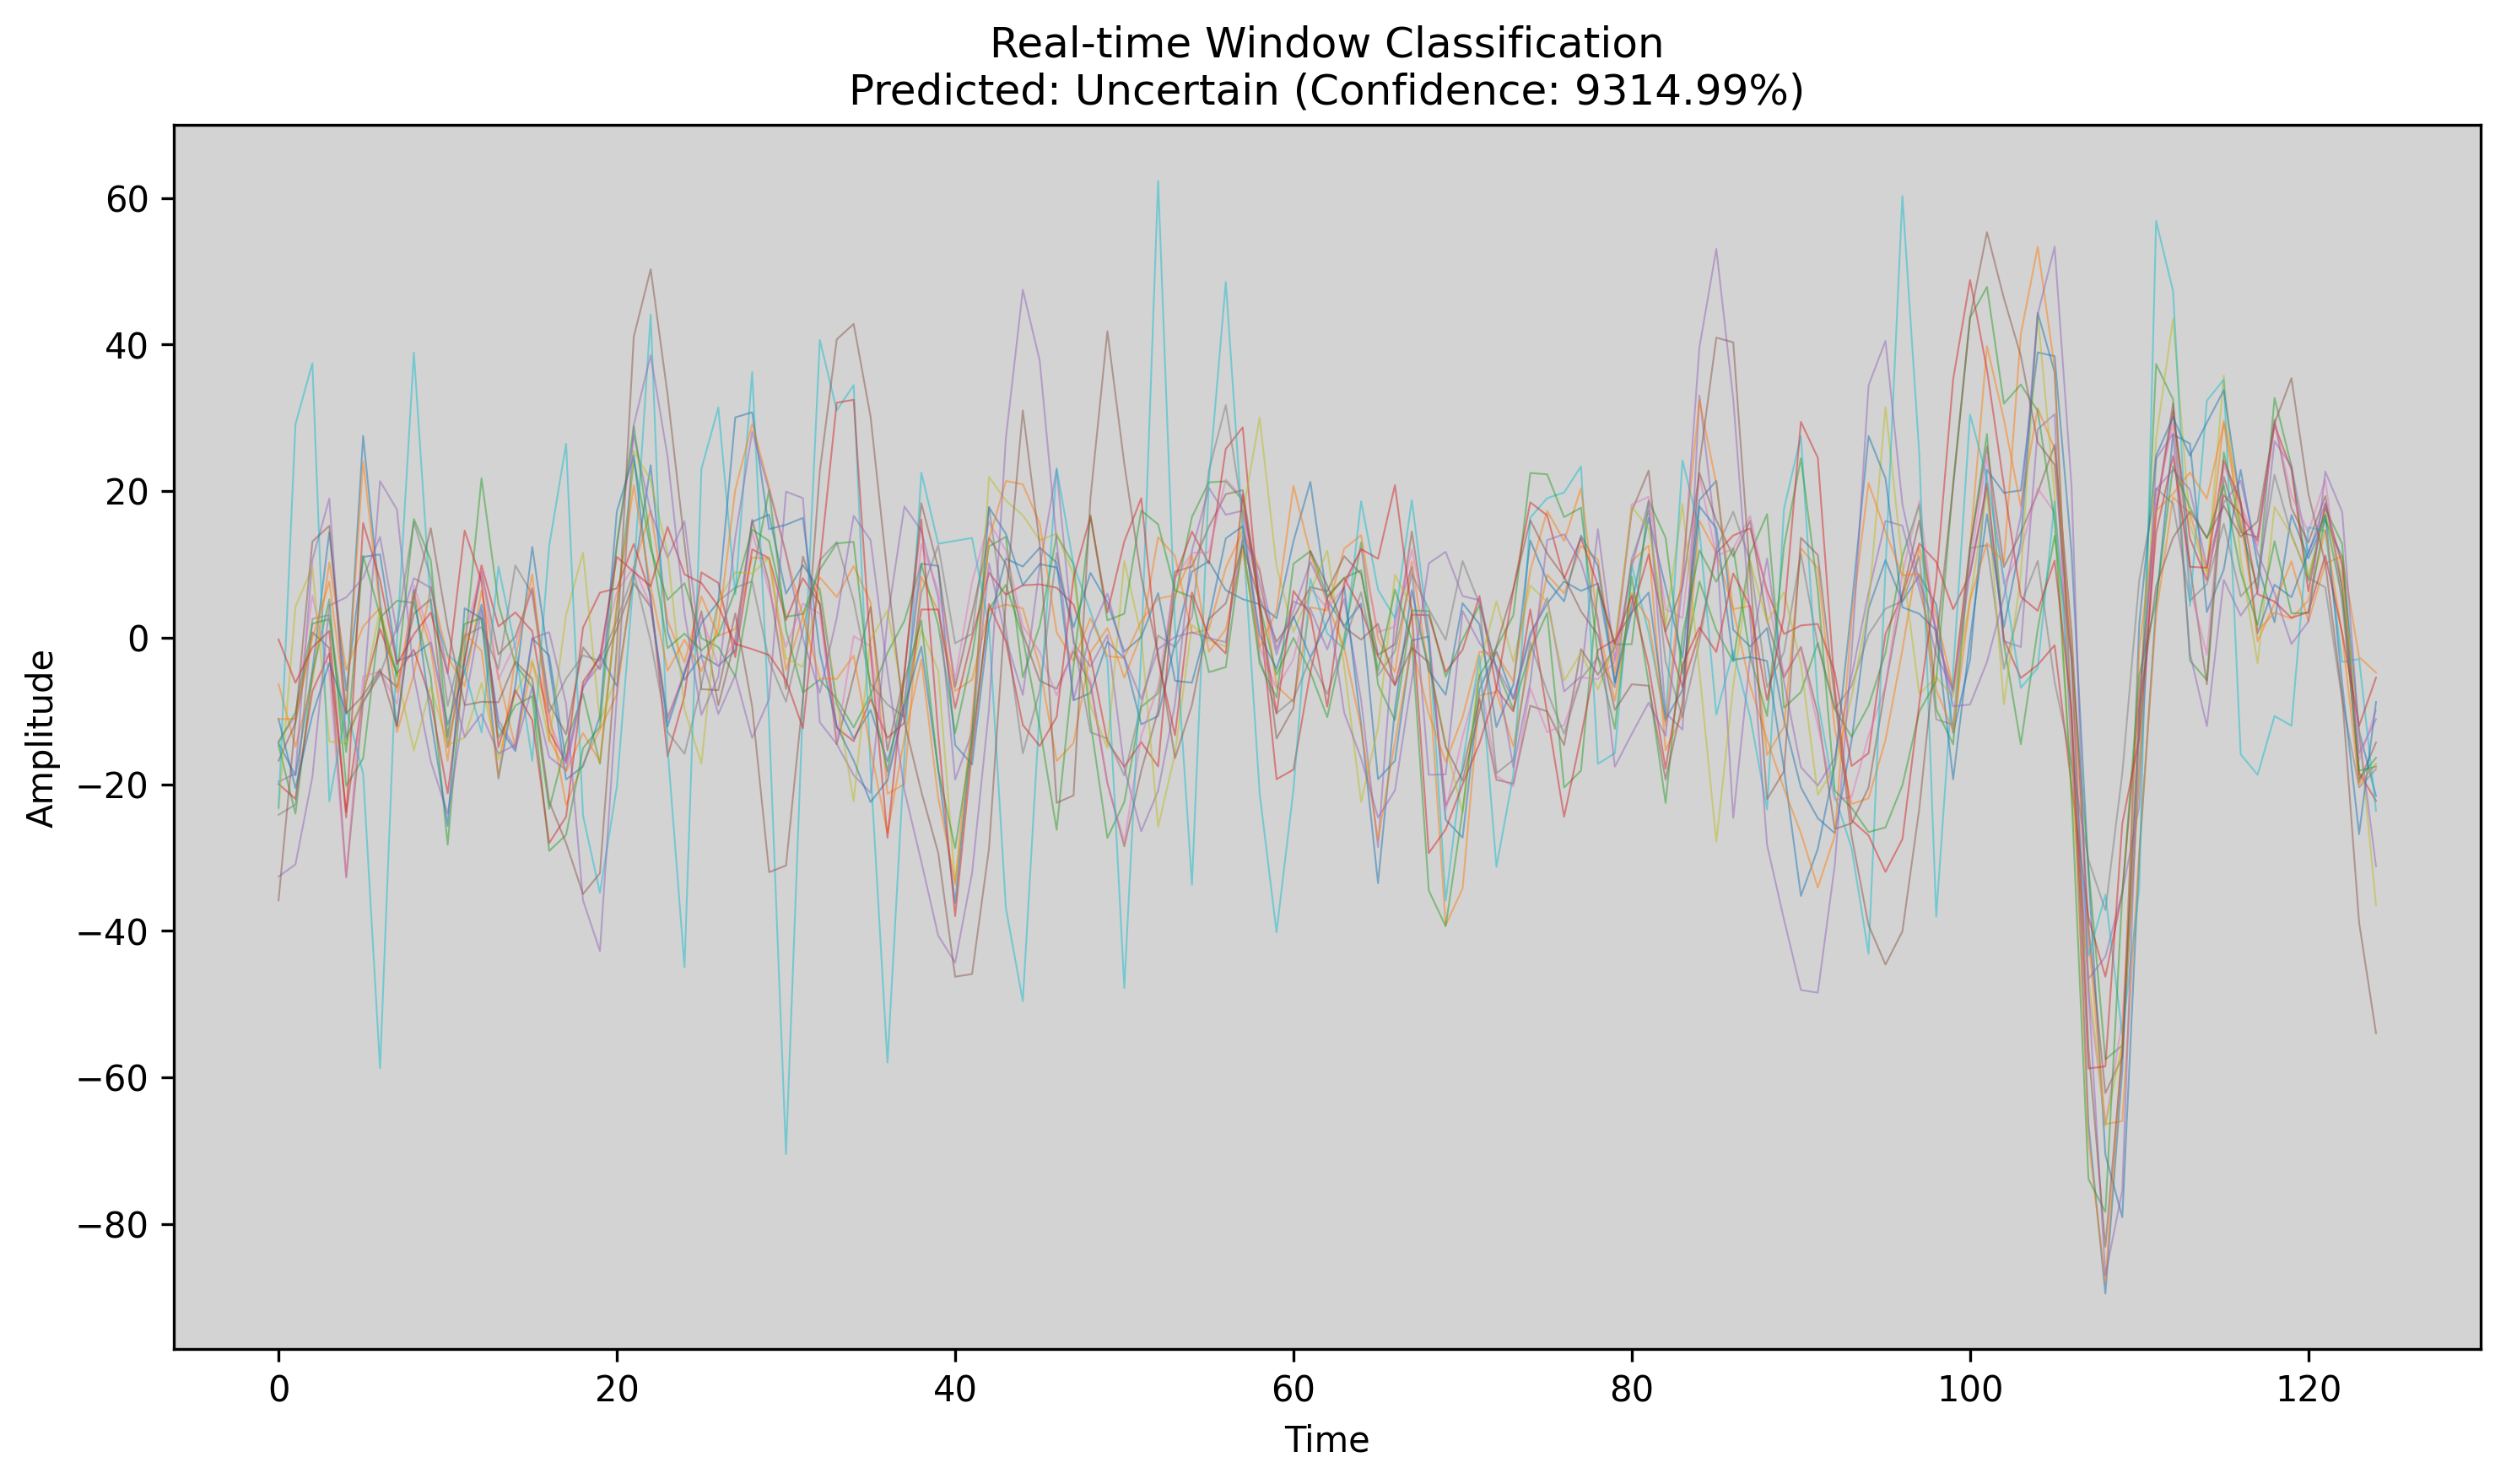 Real-time Window Classification
Predicted: Uncertain (Confidence: 9314.99%)
Amplitude
60
40
20
0
−20
−40
−60
−80
0 20 40 60 80 100 120
Time